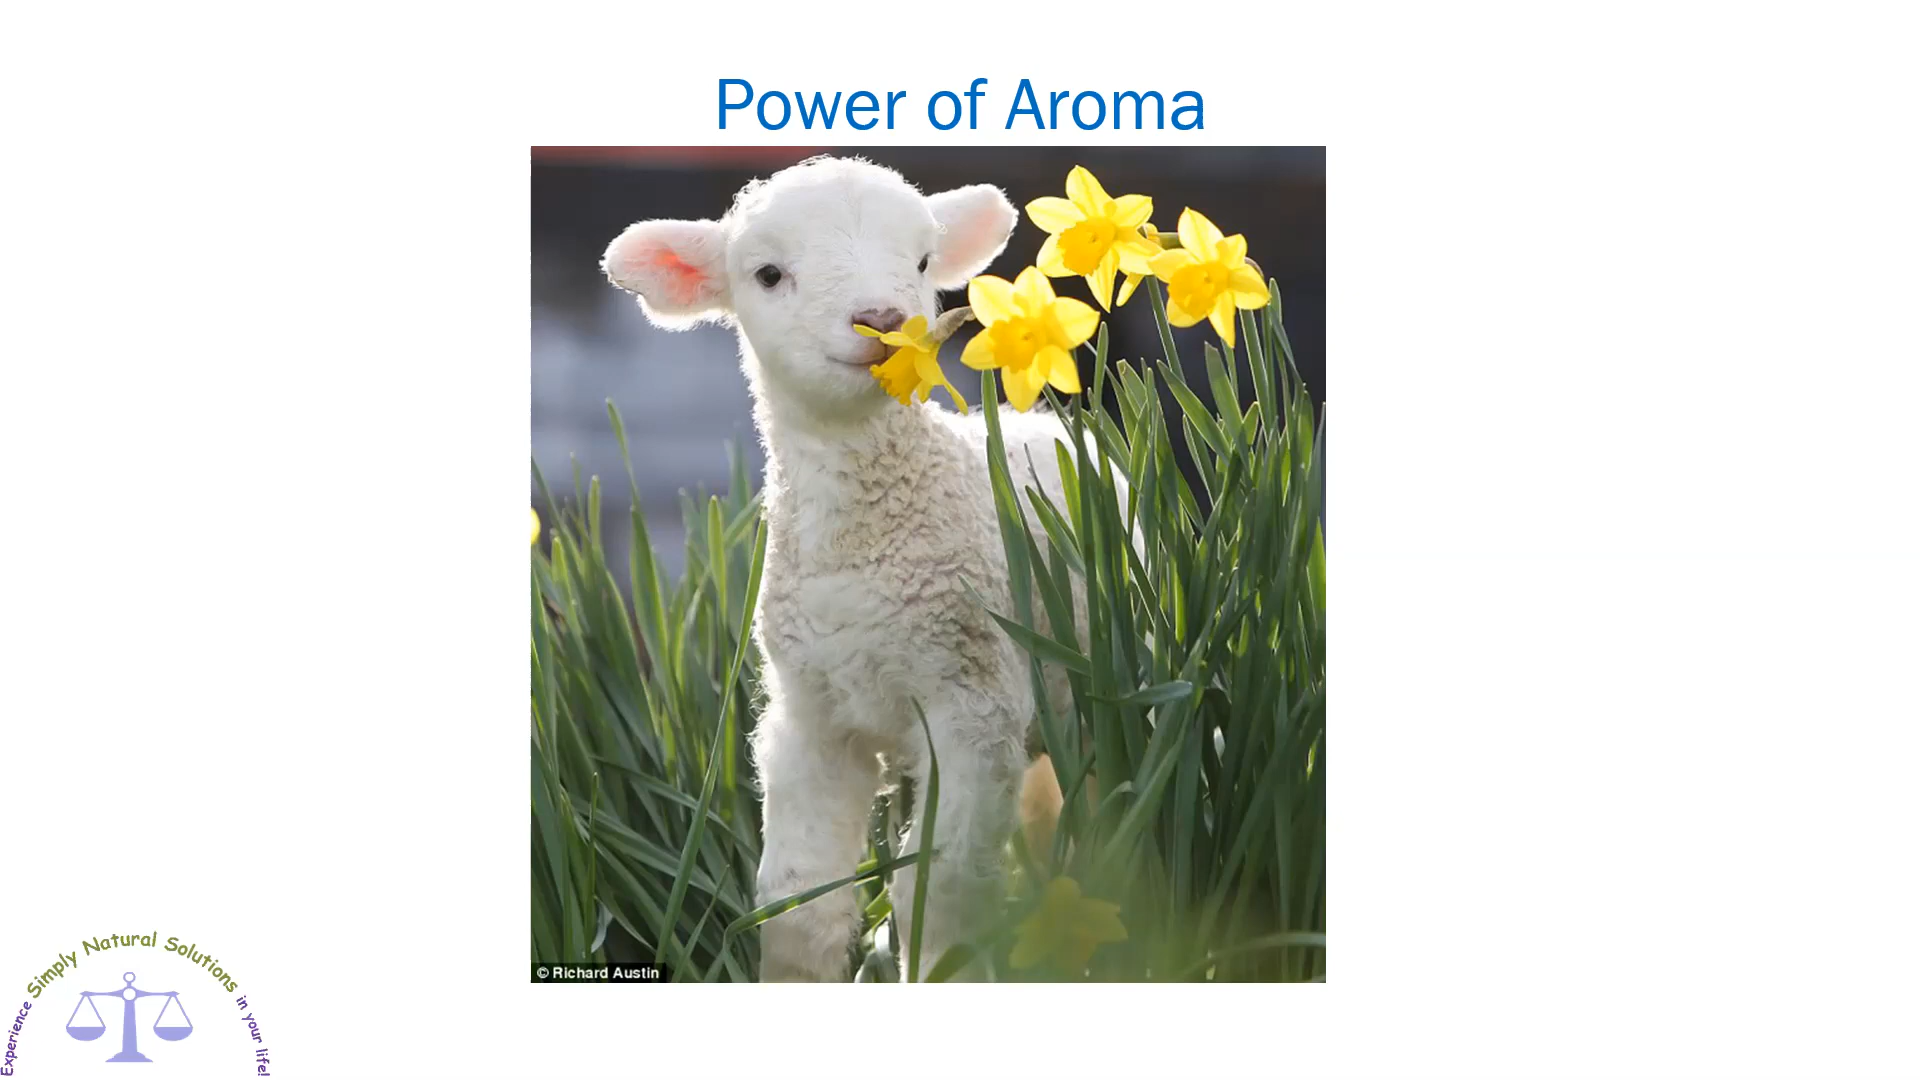 Power of Aroma
© Richard Austin
Experience Simply Natural Solutions in your life!